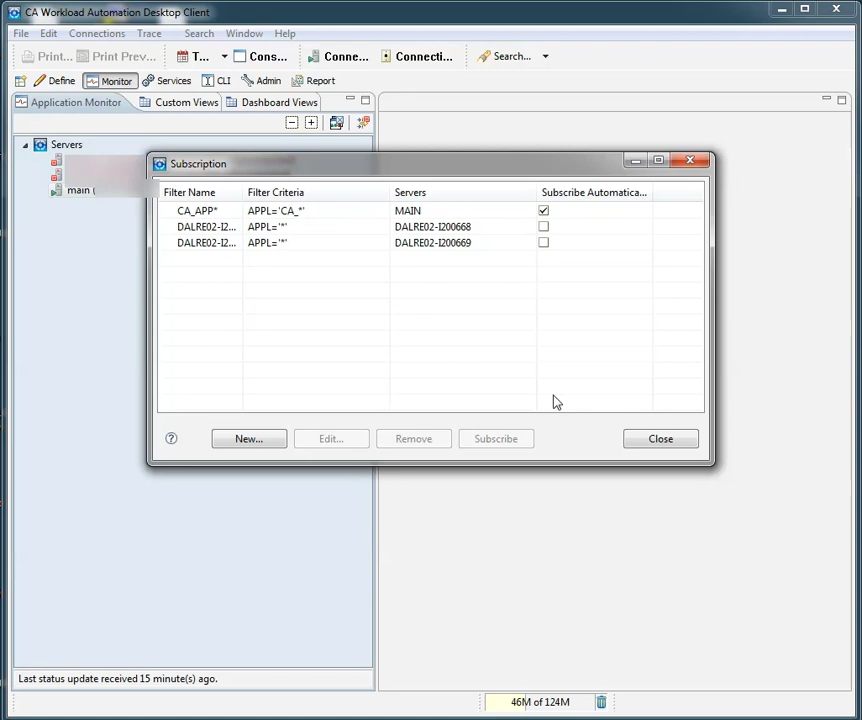 CA Workload Automation Desktop Client
File Edit Connections Trace Search Window Help
Print... Print Prev... T... Cons... Conne... Connecti... Search...
Define Monitor Services CLI Admin Report
Application Monitor Custom Views Dashboard Views
Servers
main (
Subscription
Filter Name Filter Criteria Servers Subscribe Automatica...
CA_APP* APPL='CA_*' MAIN
DALRE02-I2... APPL='*' DALRE02-I200668
DALRE02-I2... APPL='*' DALRE02-I200669
New... Edit... Remove Subscribe Close
Last status update received 15 minute(s) ago.
46M of 124M